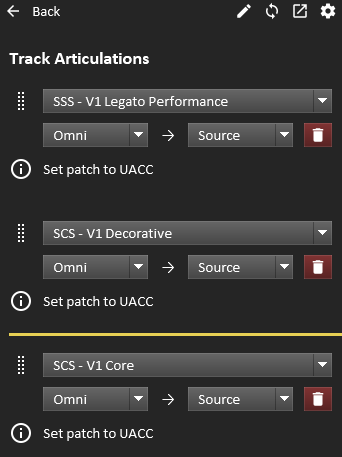 Back
Track Articulations
SSS - V1 Legato Performance
Omni → Source
Set patch to UACC
SCS - V1 Decorative
Omni → Source
Set patch to UACC
SCS - V1 Core
Omni → Source
Set patch to UACC